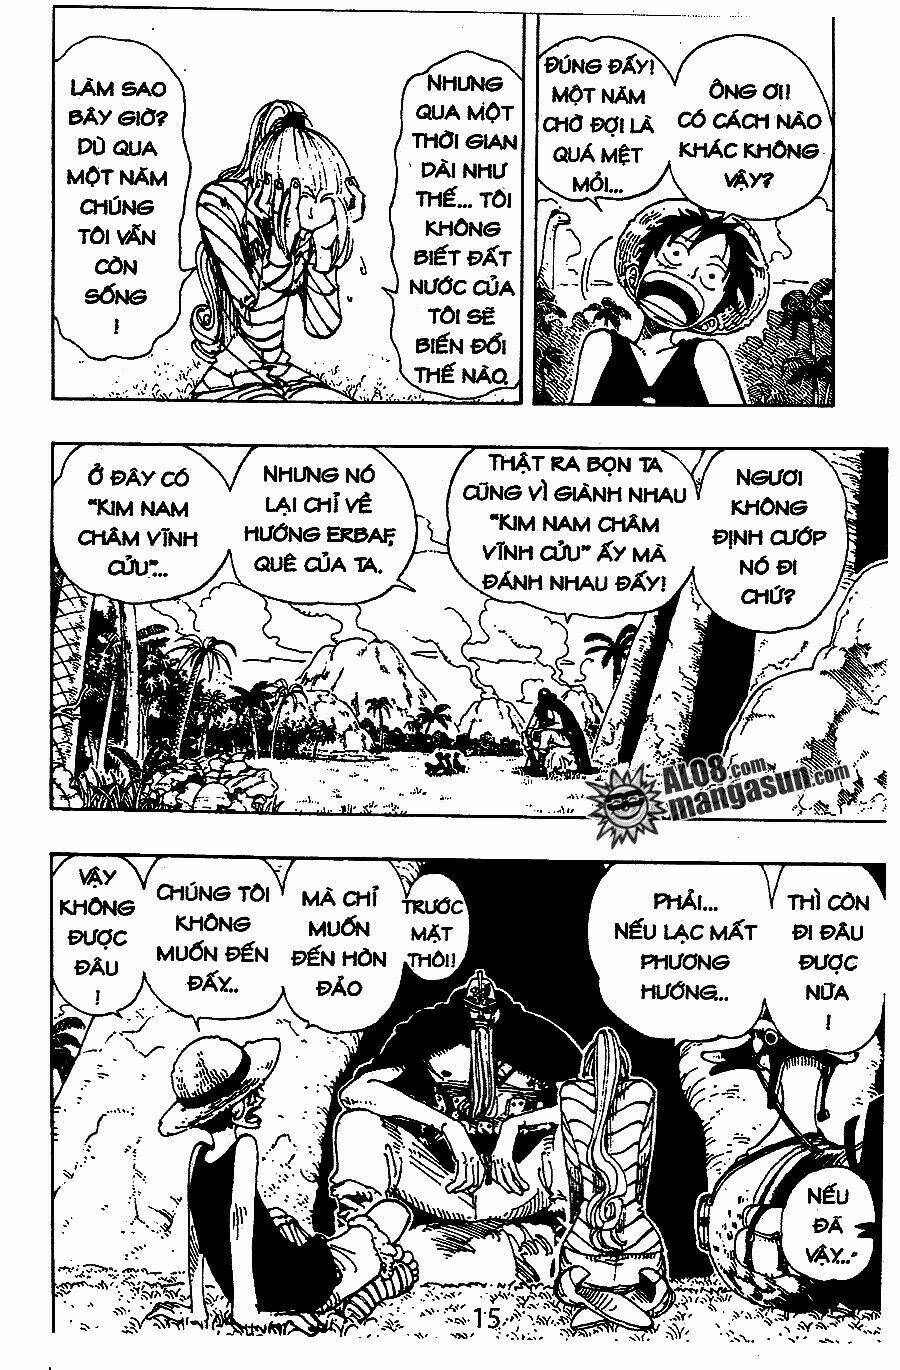 ĐÚNG ĐẤY!
MỘT NĂM
CHỜ ĐỢI LÀ
QUÁ MỆT
MỎI...
ÔNG ƠI!
CÓ CÁCH NÀO
KHÁC KHÔNG
VẬY?
LÀM SAO
BÂY GIỜ?
DÙ QUA
MỘT NĂM
CHÚNG
TÔI VẪN
CÒN
SỐNG
!
NHƯNG
QUA MỘT
THỜI GIAN
DÀI NHƯ
THẾ... TÔI
KHÔNG
BIẾT ĐẤT
NƯỚC CỦA
TÔI SẼ
BIẾN ĐỔI
THẾ NÀO.
Ở ĐÂY CÓ
"KIM NAM
CHÂM VĨNH
CỬU"...
NHƯNG NÓ
LẠI CHỈ VỀ
HƯỚNG ERBAF,
QUÊ CỦA TA.
THẬT RA BỌN TA
CŨNG VÌ GIÀNH NHAU
"KIM NAM CHÂM
VĨNH CỬU" ẤY MÀ
ĐÁNH NHAU ĐẤY!
NGƯƠI
KHÔNG
ĐỊNH CƯỚP
NÓ ĐI
CHỨ?
ALO8.com
mangasun.com
VẬY
KHÔNG
ĐƯỢC
ĐÂU
!
CHÚNG TÔI
KHÔNG
MUỐN ĐẾN
ĐẤY...
MÀ CHỈ
MUỐN
ĐẾN HÒN
ĐẢO
TRƯỚC
MẶT
THÔI!
PHẢI...
NẾU LẠC MẤT
PHƯƠNG
HƯỚNG...
THÌ CÒN
ĐI ĐÂU
ĐƯỢC
NỮA
!
NẾU
ĐÃ
VẬY...
15